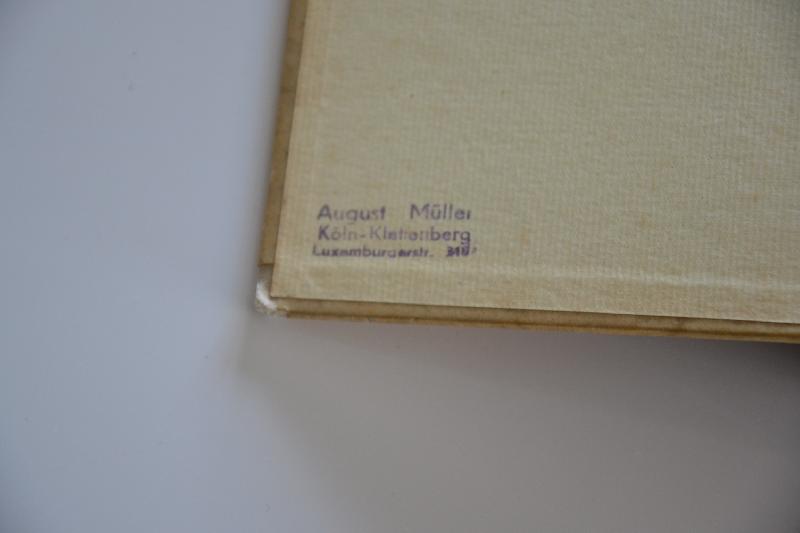 August Müller
Köln-Klettenberg
Luxemburgerstr.